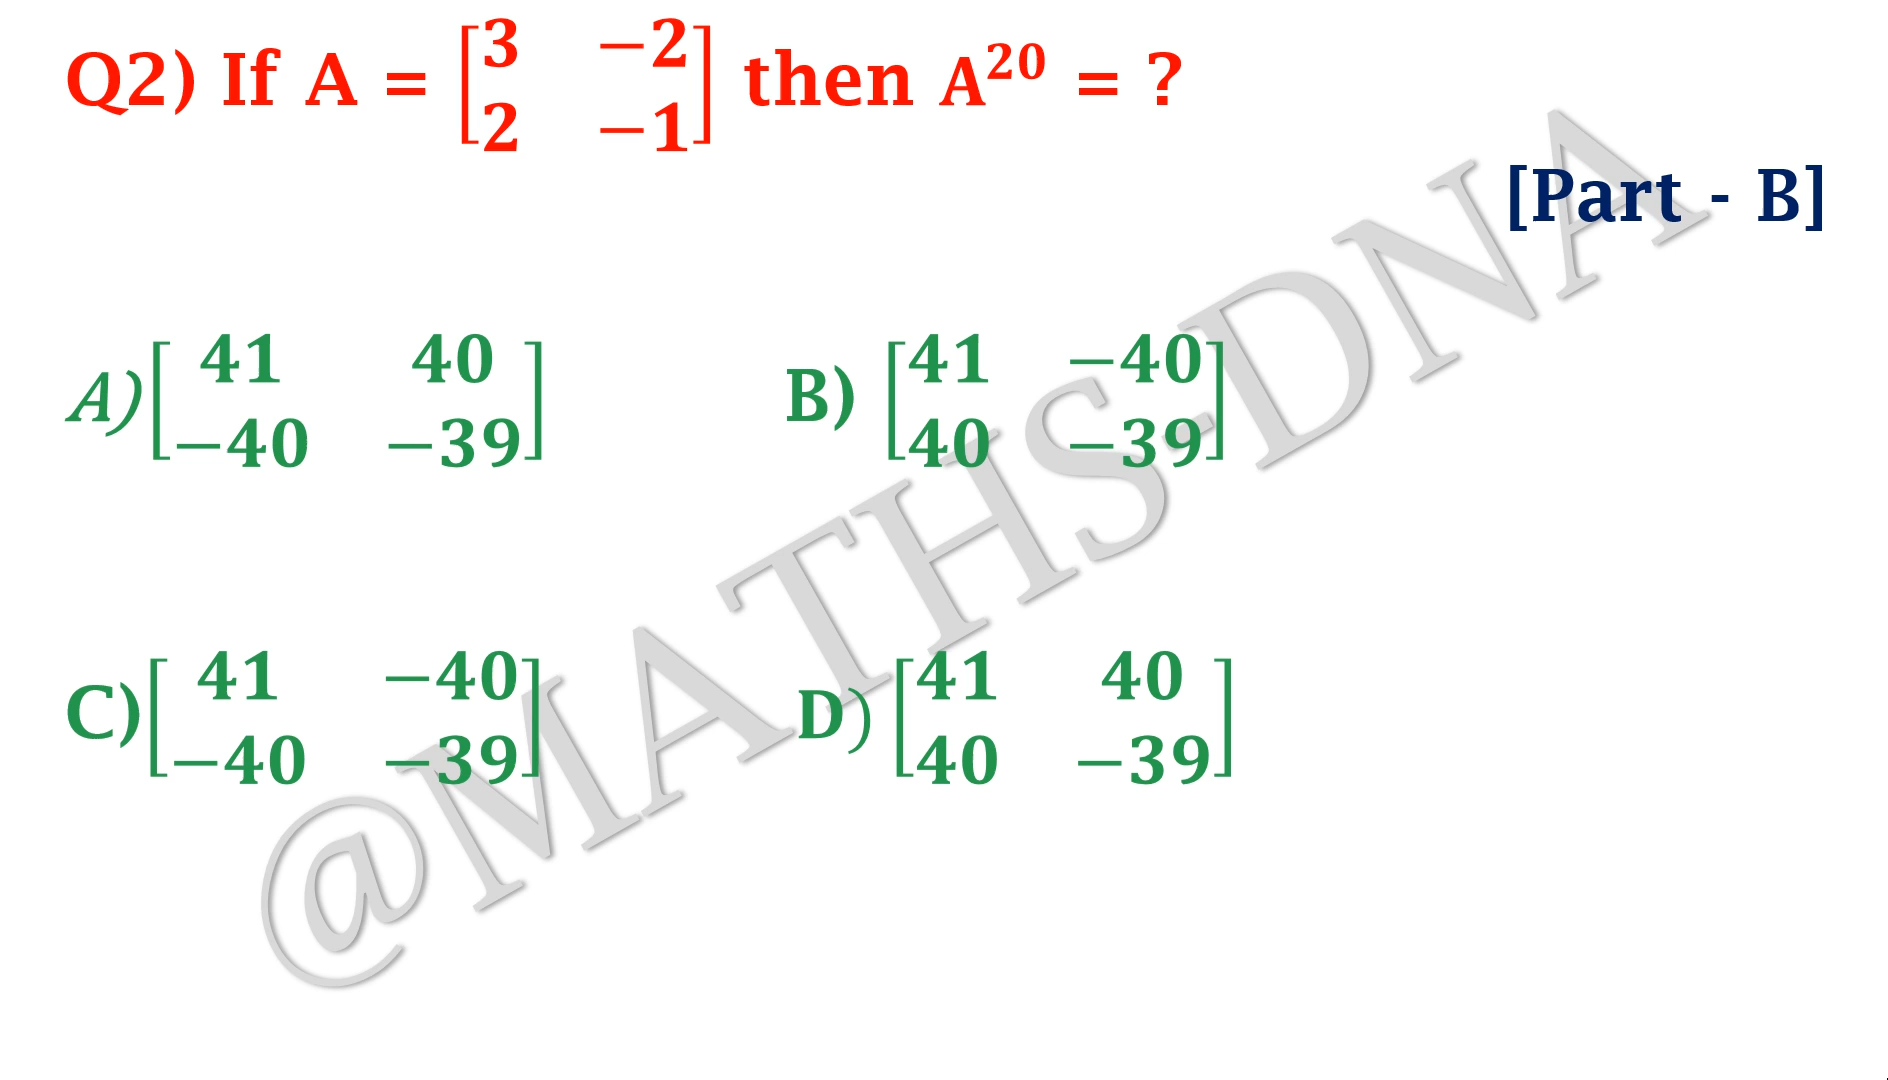 Q2) If A = [3 −2 2 −1] then A²⁰ = ?
[Part - B]
A) [41 40 −40 −39]
B) [41 −40 40 −39]
C) [41 −40 −40 −39]
D) [41 40 40 −39]
@MATHS-DNA